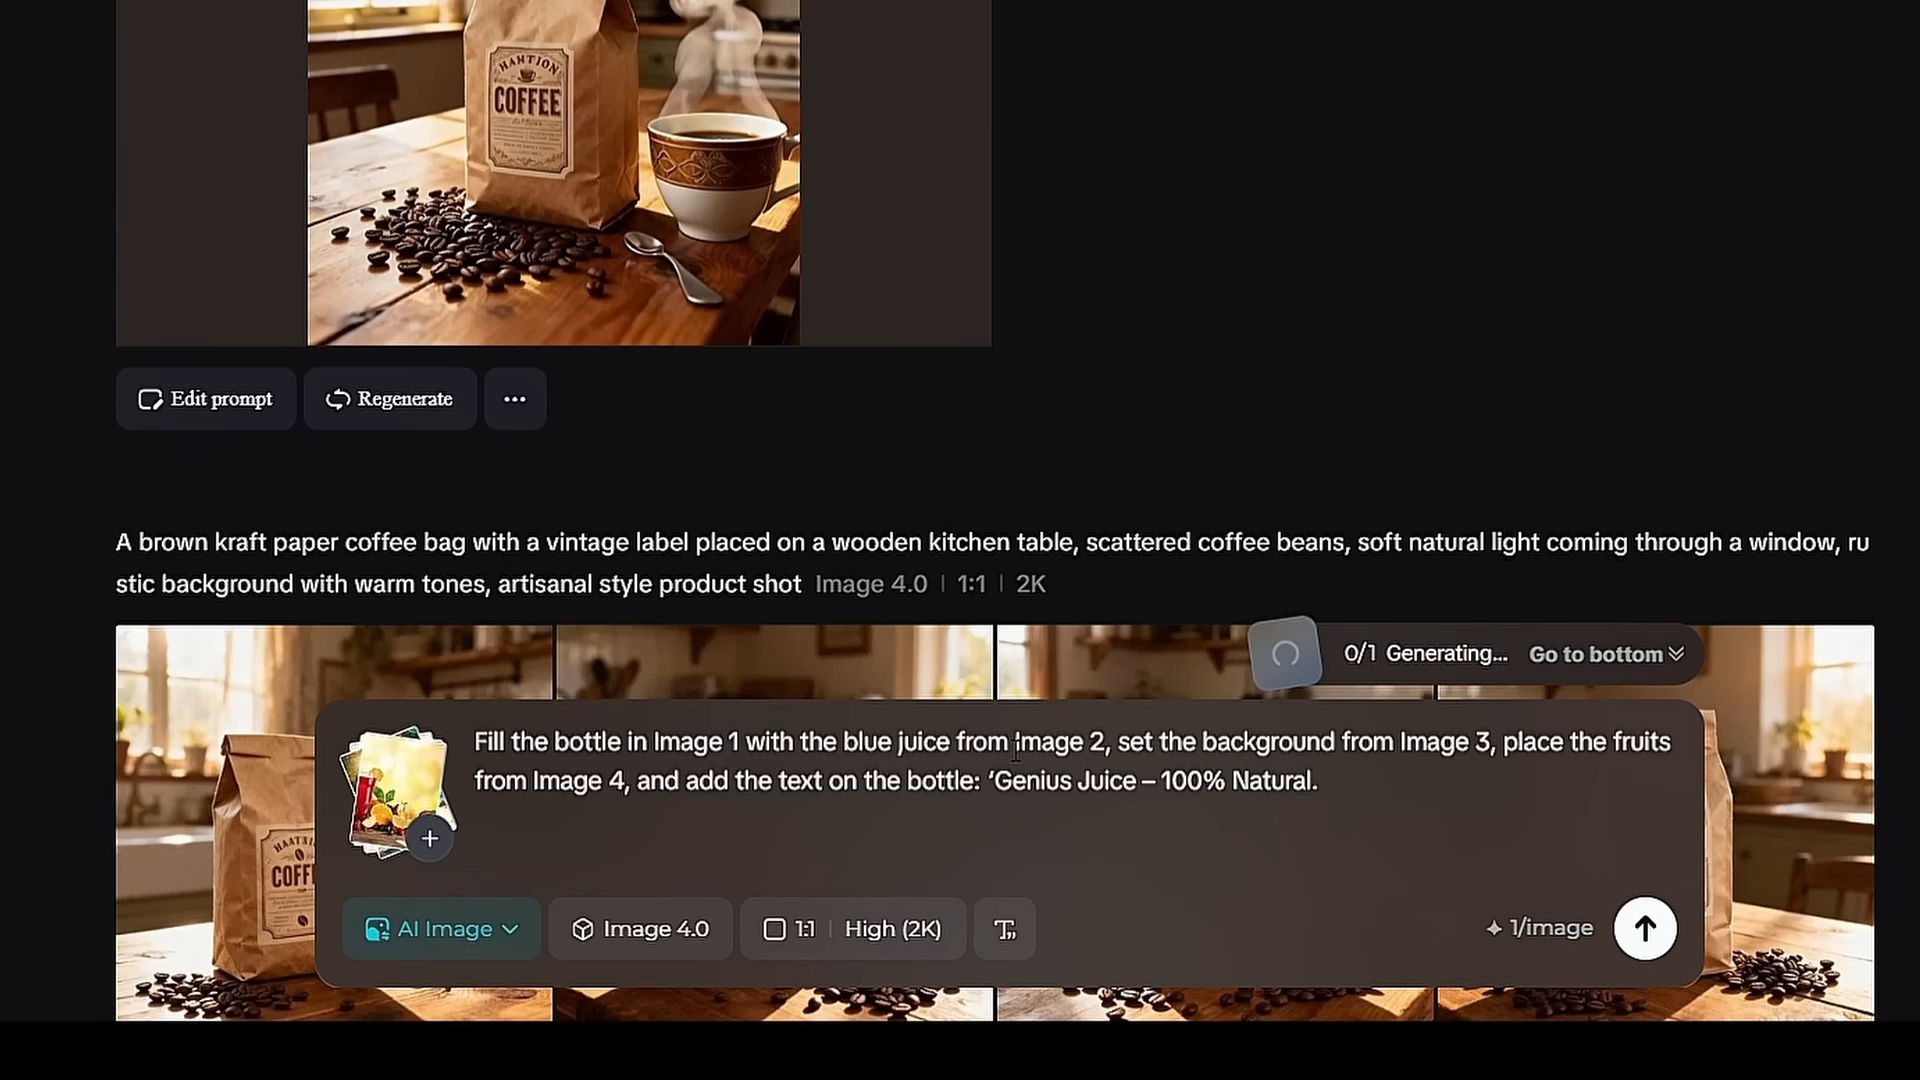 HANTION
COFFEE
Edit prompt
Regenerate
A brown kraft paper coffee bag with a vintage label placed on a wooden kitchen table, scattered coffee beans, soft natural light coming through a window, ru
stic background with warm tones, artisanal style product shot Image 4.0 | 1:1 | 2K
0/1 Generating... Go to bottom
Fill the bottle in Image 1 with the blue juice from Image 2, set the background from Image 3, place the fruits
from Image 4, and add the text on the bottle: ‘Genius Juice – 100% Natural.
COFF
AI Image
Image 4.0
1:1 | High (2K)
1/image